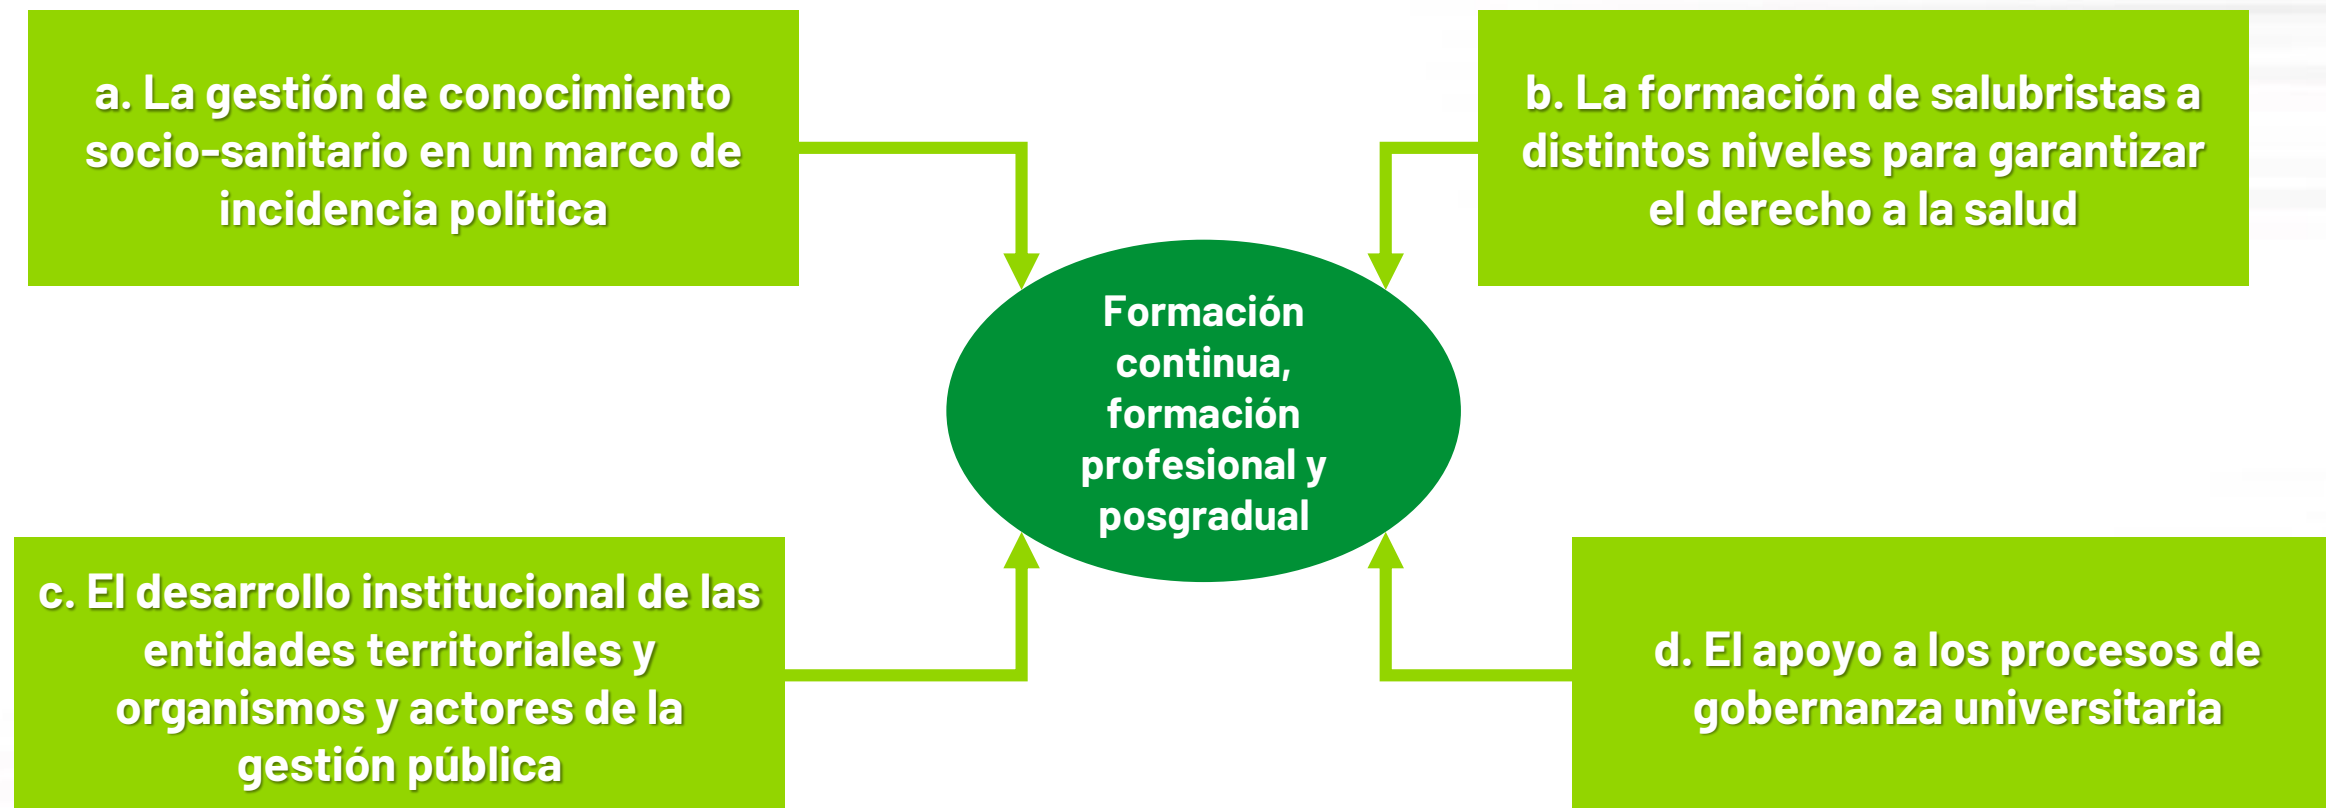 a. La gestión de conocimiento
socio-sanitario en un marco de
incidencia política
b. La formación de salubristas a
distintos niveles para garantizar
el derecho a la salud
Formación
continua,
formación
profesional y
posgradual
c. El desarrollo institucional de las
entidades territoriales y
organismos y actores de la
gestión pública
d. El apoyo a los procesos de
gobernanza universitaria